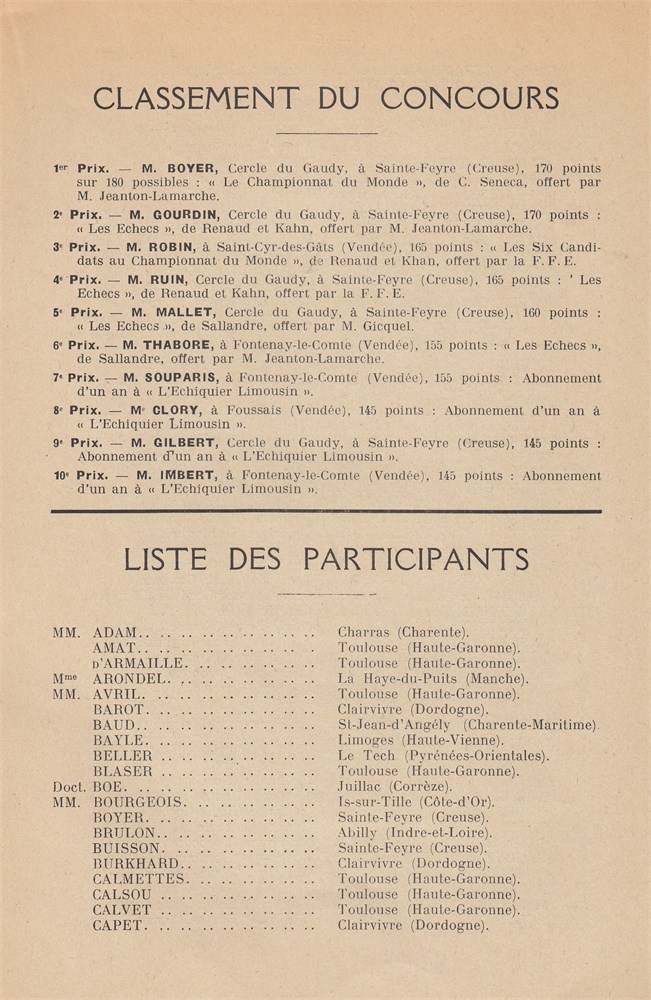 CLASSEMENT DU CONCOURS
1er Prix. — M. BOYER, Cercle du Gaudy, à Sainte-Feyre (Creuse), 170 points
sur 180 possibles : « Le Championnat du Monde », de C. Seneca, offert par
M. Jeanton-Lamarche.
2e Prix. — M. GOURDIN, Cercle du Gaudy, à Sainte-Feyre (Creuse), 170 points :
« Les Echecs », de Renaud et Kahn, offert par M. Jeanton-Lamarche.
3e Prix. — M. ROBIN, à Saint-Cyr-des-Gâts (Vendée), 165 points : « Les Six Candi-
dats au Championnat du Monde », de Renaud et Khan, offert par la F. F. E.
4e Prix. — M. RUIN, Cercle du Gaudy, à Sainte-Feyre (Creuse), 165 points : ' Les
Echecs », de Renaud et Kahn, offert par la F. F. E.
5e Prix. — M. MALLET, Cercle du Gaudy, à Sainte-Feyre (Creuse), 160 points :
« Les Echecs », de Sallandre, offert par M. Gicquel.
6e Prix. — M. THABORE, à Fontenay-le-Comte (Vendée), 155 points : « Les Echecs »,
de Sallandre, offert par M. Jeanton-Lamarche.
7e Prix. — M. SOUPARIS, à Fontenay-le-Comte (Vendée), 155 points : Abonnement
d'un an à « L'Echiquier Limousin ».
8e Prix. — Me CLORY, à Foussais (Vendée), 145 points : Abonnement d'un an à
« L'Echiquier Limousin ».
9e Prix. — M. GILBERT, Cercle du Gaudy, à Sainte-Feyre (Creuse), 145 points :
Abonnement d'un an à « L'Echiquier Limousin ».
10e Prix. — M. IMBERT, à Fontenay-le-Comte (Vendée), 145 points : Abonnement
d'un an à « L'Echiquier Limousin ».
LISTE DES PARTICIPANTS
MM. ADAM.. .. .. .. .. .. .. .. .. Charras (Charente).
AMAT.. .. .. .. .. .. .. .. . Toulouse (Haute-Garonne).
D'ARMAILLE. .. .. .. .. .. .. Toulouse (Haute-Garonne).
Mme ARONDEL. .. .. .. .. .. .. .. La Haye-du-Puits (Manche).
MM. AVRIL. .. .. .. .. .. .. .. .. Toulouse (Haute-Garonne).
BAROT. .. .. .. .. .. .. .. .. Clairvivre (Dordogne).
BAUD.. .. .. .. .. .. .. .. .. St-Jean-d'Angély (Charente-Maritime).
BAYLE. .. .. .. .. .. .. .. .. Limoges (Haute-Vienne).
BELLER .. .. .. .. .. .. .. .. Le Tech (Pyrénées-Orientales).
BLASER .. .. .. .. .. .. .. .. Toulouse (Haute-Garonne).
Doct. BOE. .. .. .. .. .. .. .. .. .. Juillac (Corrèze).
MM. BOURGEOIS. .. .. .. .. .. .. Is-sur-Tille (Côte-d'Or).
BOYER. .. .. .. .. .. .. .. .. Sainte-Feyre (Creuse).
BRULON.. .. .. .. .. .. .. .. Abilly (Indre-et-Loire).
BUISSON. .. .. .. .. .. .. .. Sainte-Feyre (Creuse).
BURKHARD.. .. .. .. .. .. .. Clairvivre (Dordogne).
CALMETTES. .. .. .. .. .. .. Toulouse (Haute-Garonne).
CALSOU .. .. .. .. .. .. .. .. Toulouse (Haute-Garonne).
CALVET .. .. .. .. .. .. .. .. Toulouse (Haute-Garonne).
CAPET. .. .. .. .. .. .. .. .. Clairvivre (Dordogne).